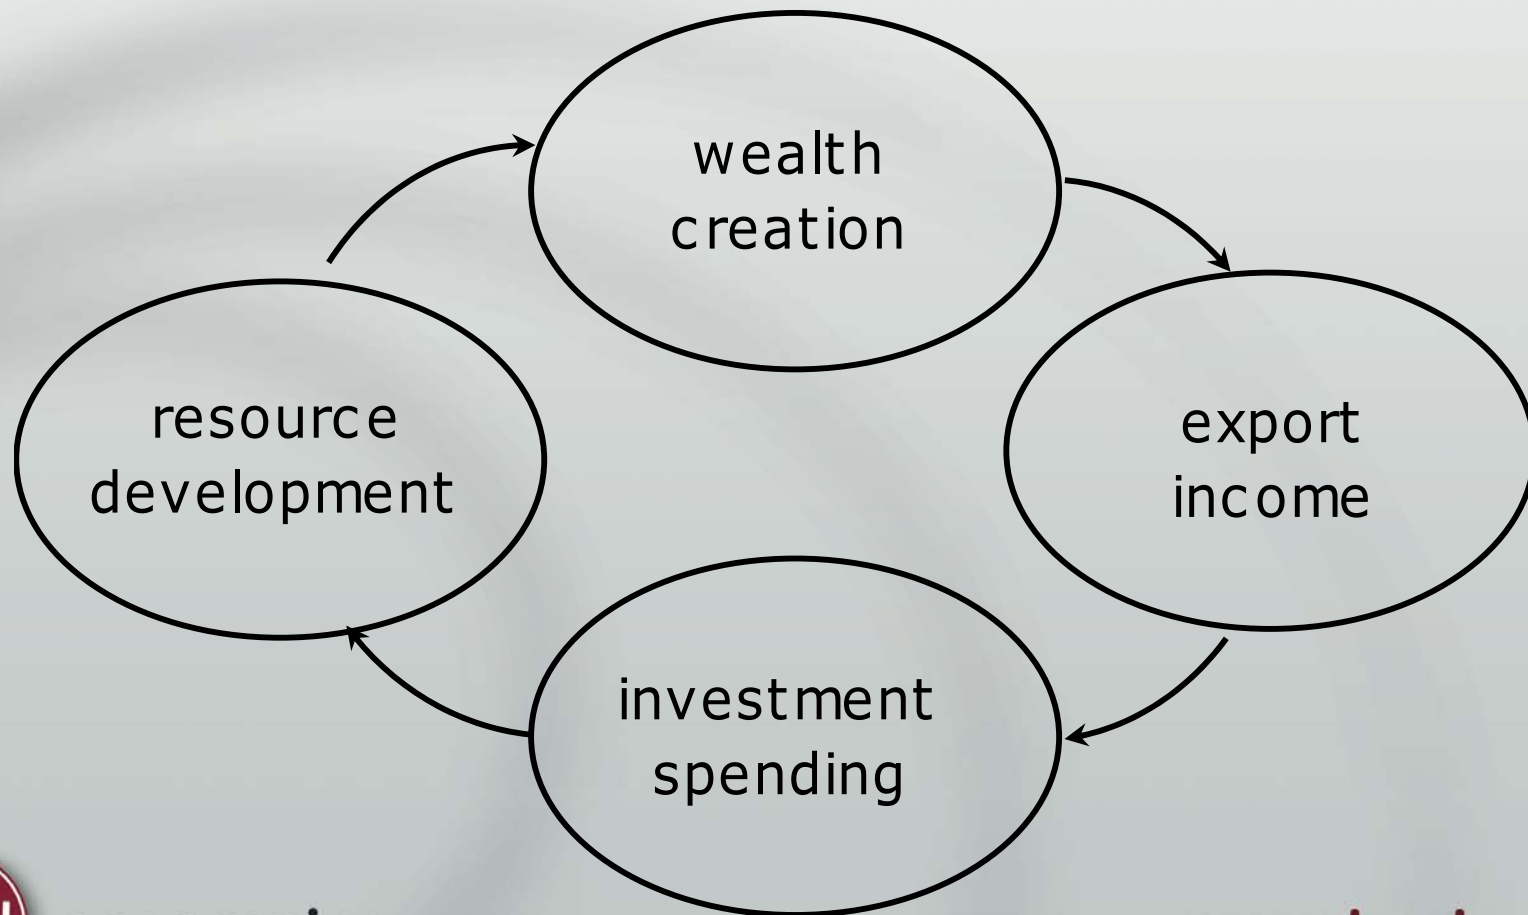 wealth
creation
resource
development
export
income
investment
spending